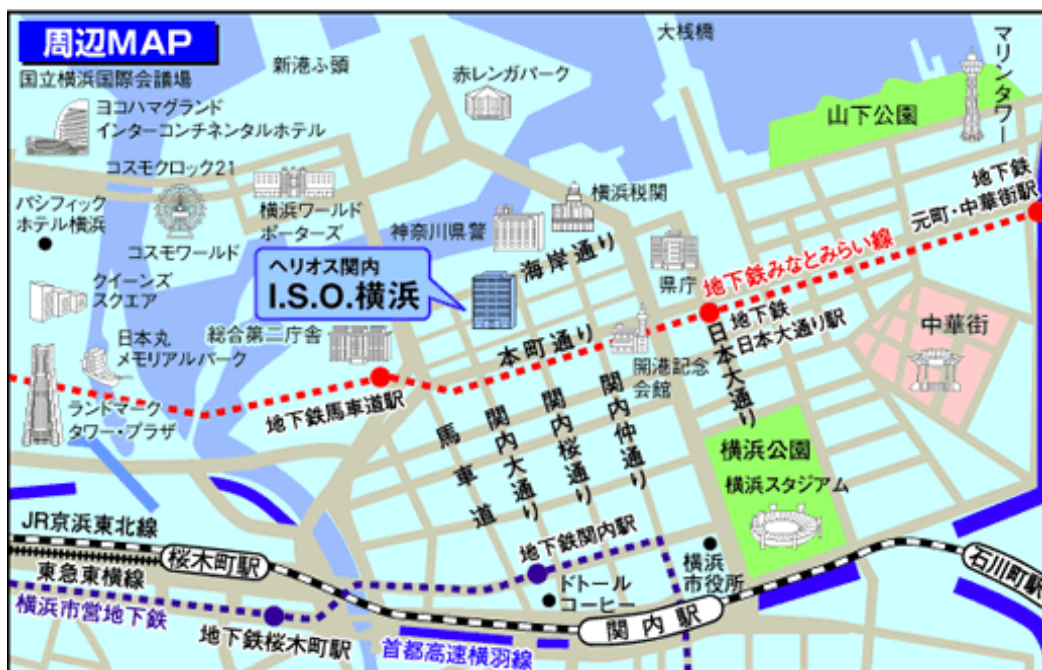 周辺MAP
国立横浜国際会議場
ヨコハマグランド
インターコンチネンタルホテル
新港ふ頭
赤レンガパーク
大桟橋
マリンタワー
山下公園
コスモクロック21
パシフィック
ホテル横浜
コスモワールド
横浜ワールド
ポーターズ
神奈川県警
横浜税関
海岸通り
県庁
地下鉄
元町・中華街駅
地下鉄みなとみらい線
ヘリオス関内
I.S.O.横浜
クイーンズ
スクエア
日本丸
メモリアルパーク
総合第二庁舎
本町通り
開港記念
会館
地下鉄
日本大通り駅
日本大通り
中華街
ランドマーク
タワー・プラザ
地下鉄馬車道駅
馬車道
関内大通り
関内桜通り
関内仲通り
横浜公園
横浜スタジアム
JR京浜東北線
桜木町駅
東急東横線
横浜市営地下鉄
地下鉄桜木町駅
地下鉄関内駅
ドトール
コーヒー
横浜
市役所
関内駅
石川町駅
首都高速横羽線